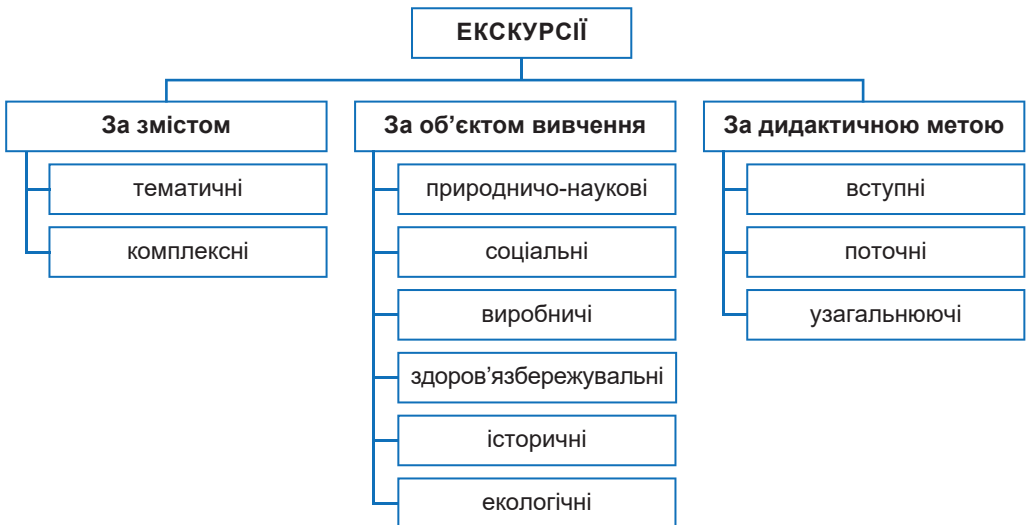 ЕКСКУРСІЇ
За змістом
тематичні
комплексні
За об’єктом вивчення
природничо-наукові
соціальні
виробничі
здоров’язбережувальні
історичні
екологічні
За дидактичною метою
вступні
поточні
узагальнюючі